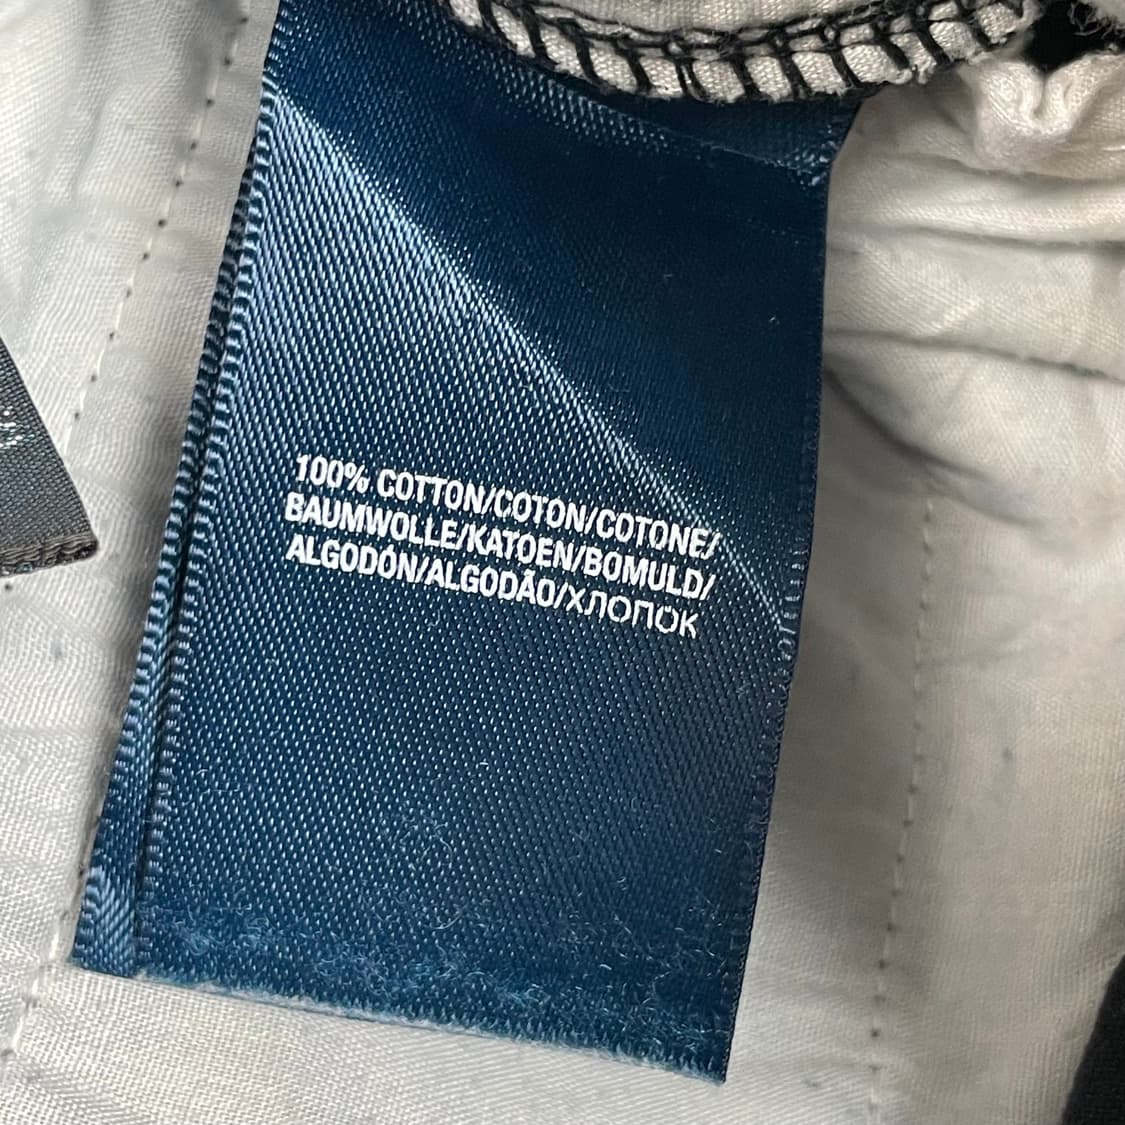 100% COTTON/COTON/COTONE/
BAUMWOLLE/KATOEN/BOMULD/
ALGODÓN/ALGODÃO/ХЛОПОК